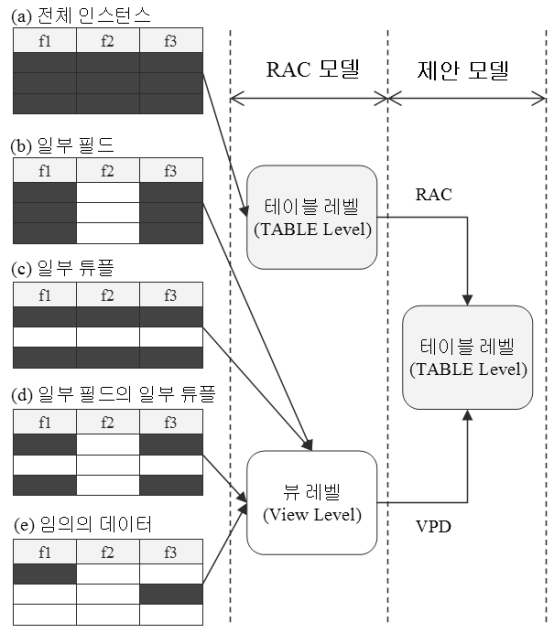 (a) 전체 인스턴스
f1 f2 f3
RAC 모델
제안 모델
(b) 일부 필드
f1 f2 f3
테이블 레벨
(TABLE Level)
RAC
(c) 일부 튜플
f1 f2 f3
테이블 레벨
(TABLE Level)
(d) 일부 필드의 일부 튜플
f1 f2 f3
뷰 레벨
(View Level)
VPD
(e) 임의의 데이터
f1 f2 f3